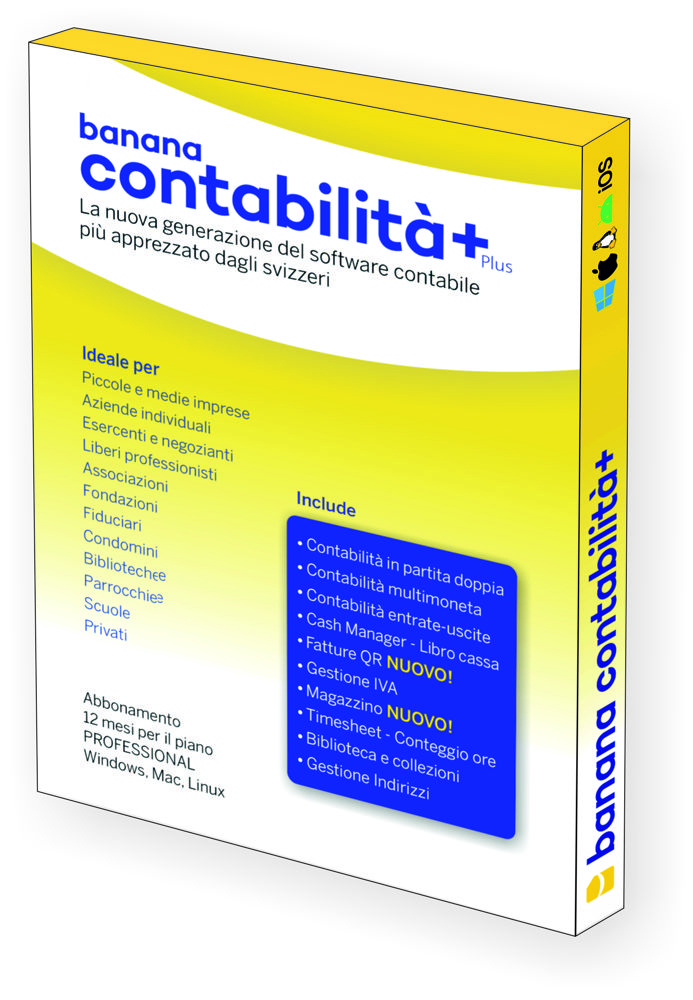 banana
contabilità+
Plus
La nuova generazione del software contabile
più apprezzato dagli svizzeri
Ideale per
Piccole e medie imprese
Aziende individuali
Esercenti e negozianti
Liberi professionisti
Associazioni
Fondazioni
Fiduciari
Condomini
Bibliotechee
Parrocchiee
Scuole
Privati
Abbonamento
12 mesi per il piano
PROFESSIONAL
Windows, Mac, Linux
Include
• Contabilità in partita doppia
• Contabilità multimoneta
• Contabilità entrate-uscite
• Cash Manager - Libro cassa
• Fatture QR NUOVO!
• Gestione IVA
• Magazzino NUOVO!
• Timesheet - Conteggio ore
• Biblioteca e collezioni
• Gestione Indirizzi
iOS
banana contabilità+